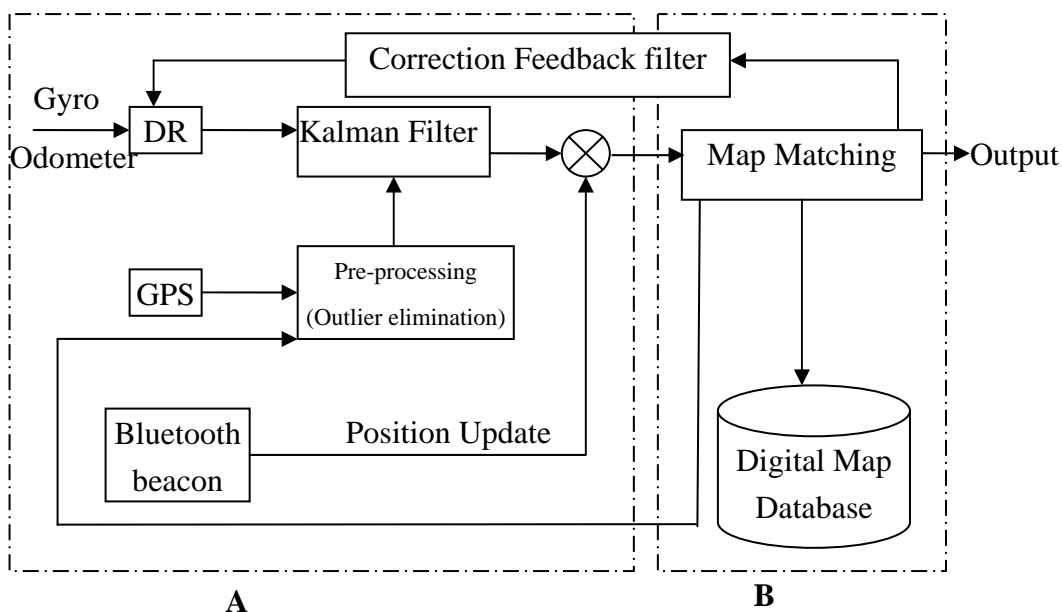 Correction Feedback filter
Gyro
Odometer
DR
Kalman Filter
Map Matching
Output
GPS
Pre-processing
(Outlier elimination)
Bluetooth
beacon
Position Update
Digital Map
Database
A
B